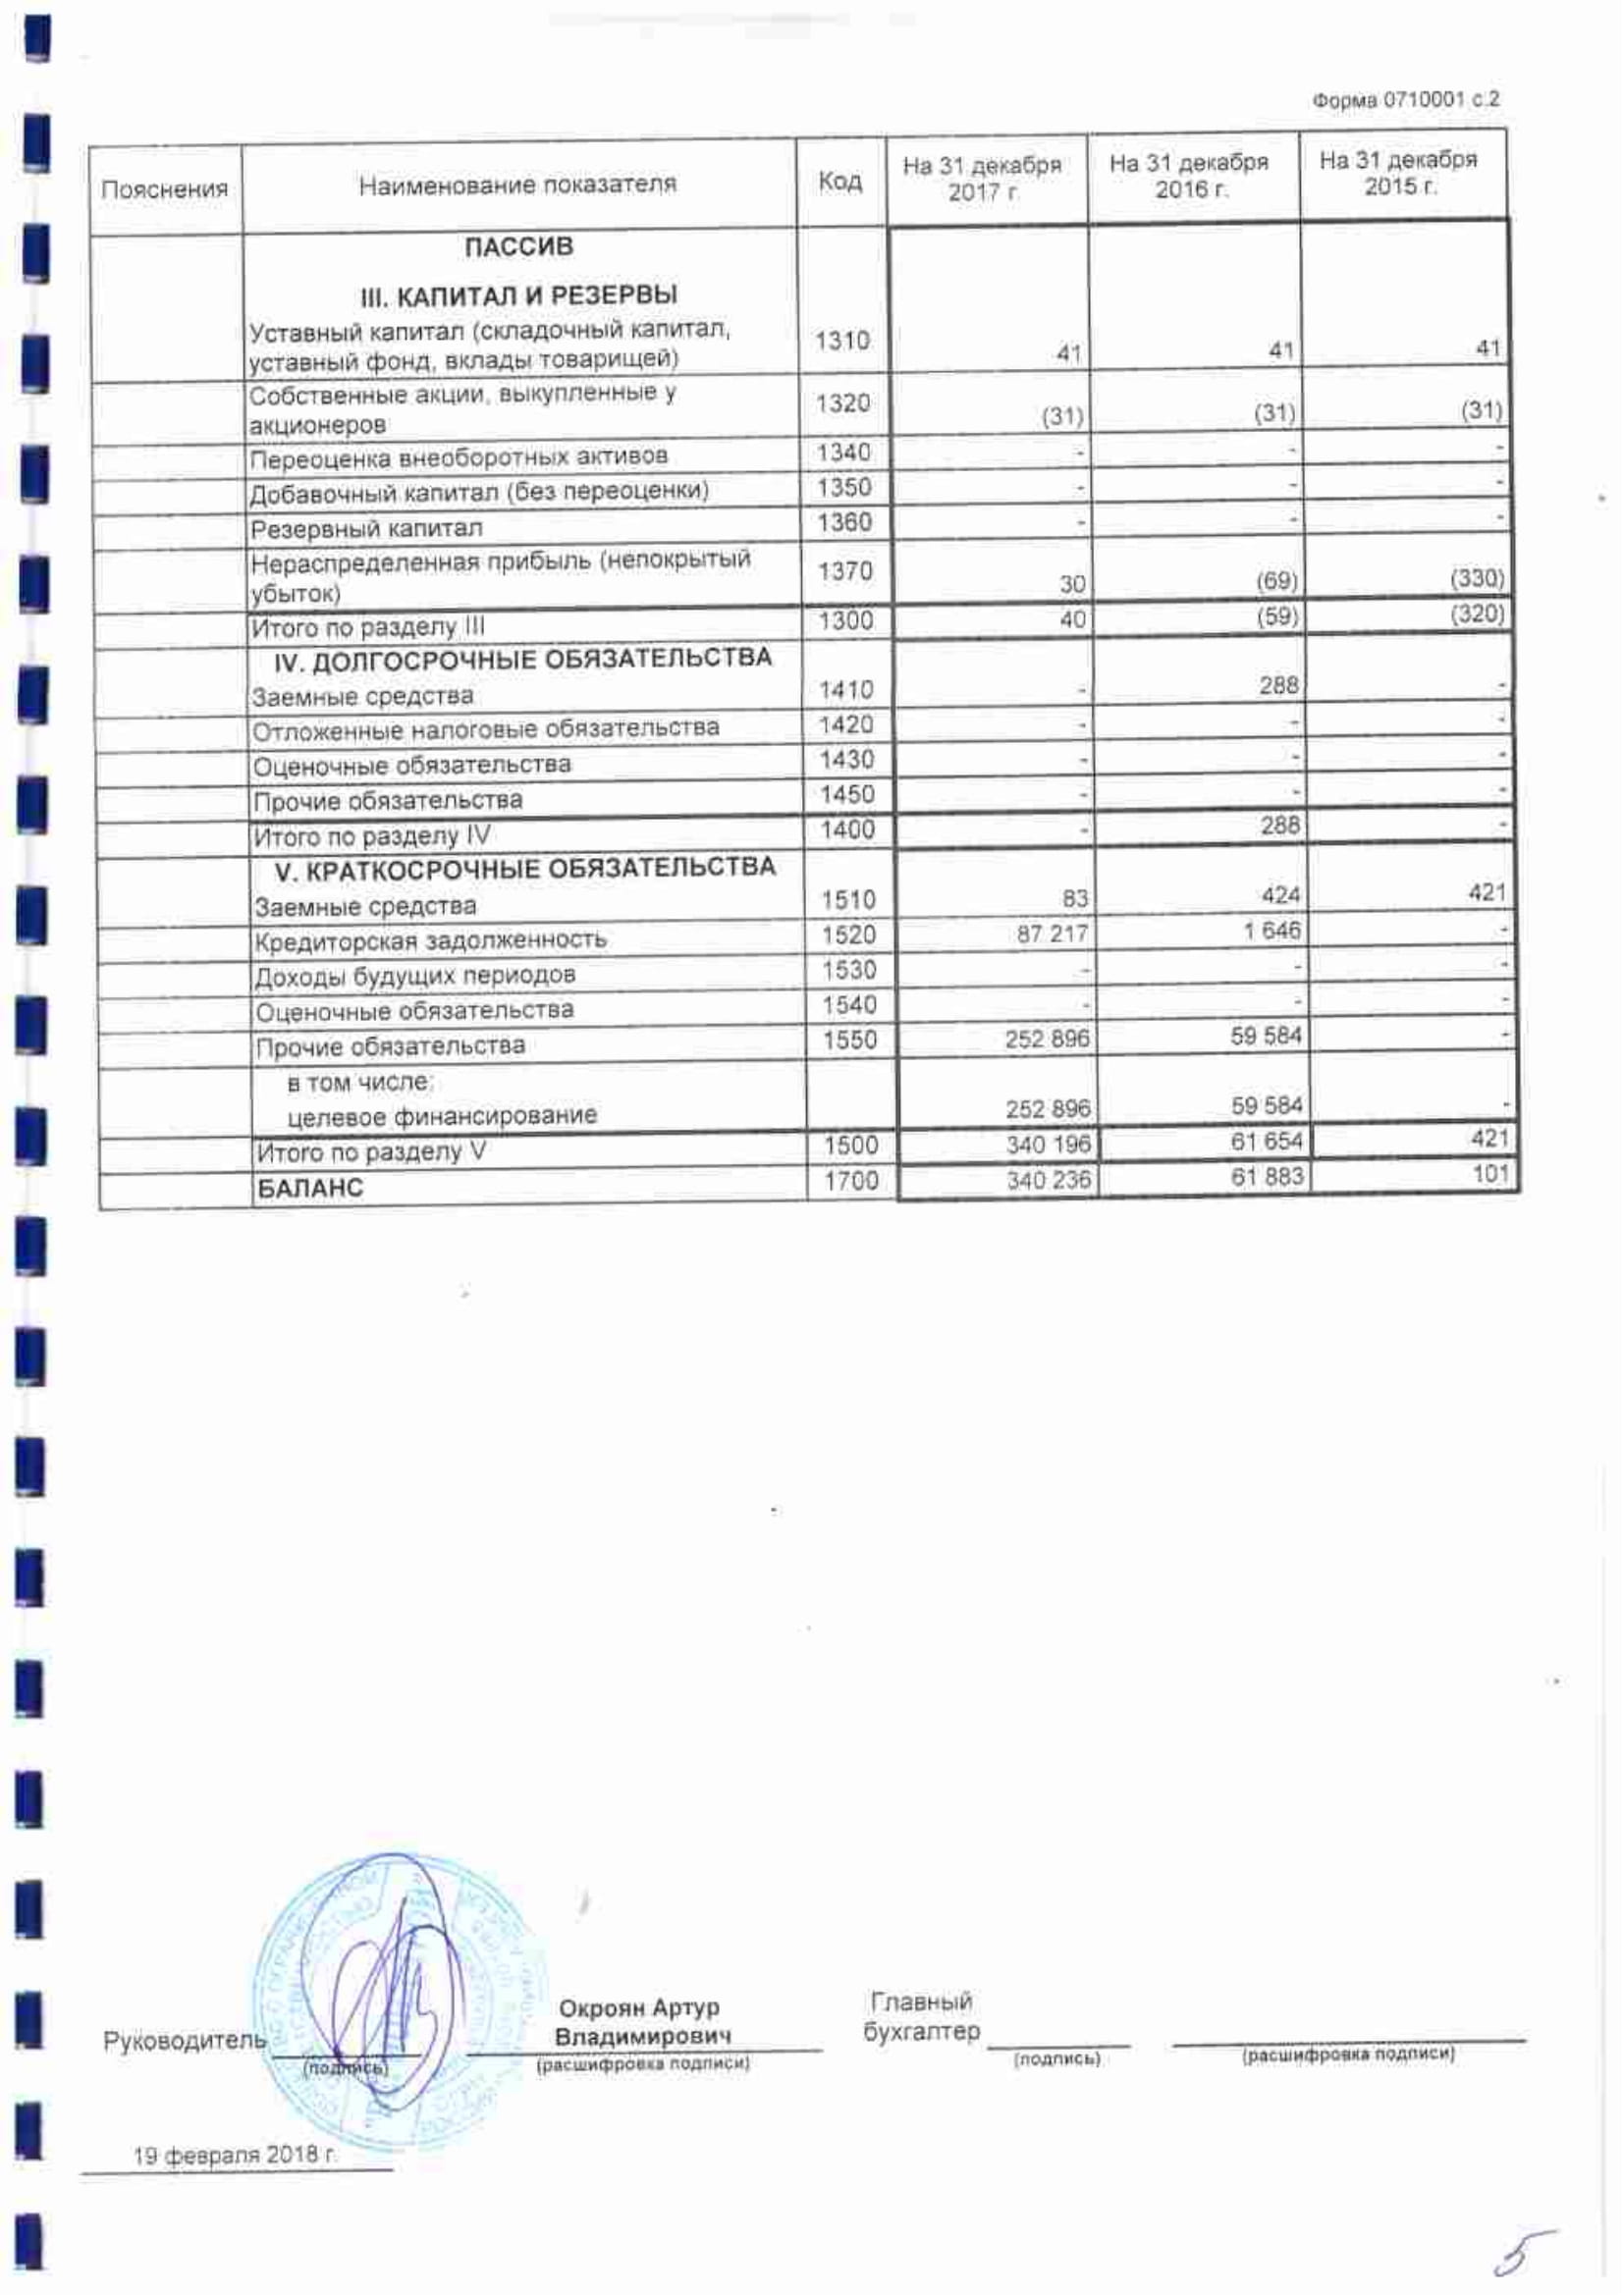 Форма 0710001 с.2
Пояснения Наименование показателя Код На 31 декабря 2017 г. На 31 декабря 2016 г. На 31 декабря 2015 г.
ПАССИВ
III. КАПИТАЛ И РЕЗЕРВЫ
Уставный капитал (складочный капитал, уставный фонд, вклады товарищей) 1310 41 41 41
Собственные акции, выкупленные у акционеров 1320 (31) (31) (31)
Переоценка внеоборотных активов 1340 - - -
Добавочный капитал (без переоценки) 1350 - - -
Резервный капитал 1360 - - -
Нераспределенная прибыль (непокрытый убыток) 1370 30 (69) (330)
Итого по разделу III 1300 40 (59) (320)
IV. ДОЛГОСРОЧНЫЕ ОБЯЗАТЕЛЬСТВА
Заемные средства 1410 - 288 -
Отложенные налоговые обязательства 1420 - - -
Оценочные обязательства 1430 - - -
Прочие обязательства 1450 - - -
Итого по разделу IV 1400 - 288 -
V. КРАТКОСРОЧНЫЕ ОБЯЗАТЕЛЬСТВА
Заемные средства 1510 83 424 421
Кредиторская задолженность 1520 87 217 1 646 -
Доходы будущих периодов 1530 - - -
Оценочные обязательства 1540 - - -
Прочие обязательства 1550 252 896 59 584 -
в том числе:
целевое финансирование 252 896 59 584 -
Итого по разделу V 1500 340 196 61 654 421
БАЛАНС 1700 340 236 61 883 101
Руководитель
(подпись)
Окроян Артур
Владимирович
(расшифровка подписи)
Главный
бухгалтер
(подпись)
(расшифровка подписи)
19 февраля 2018 г.
5